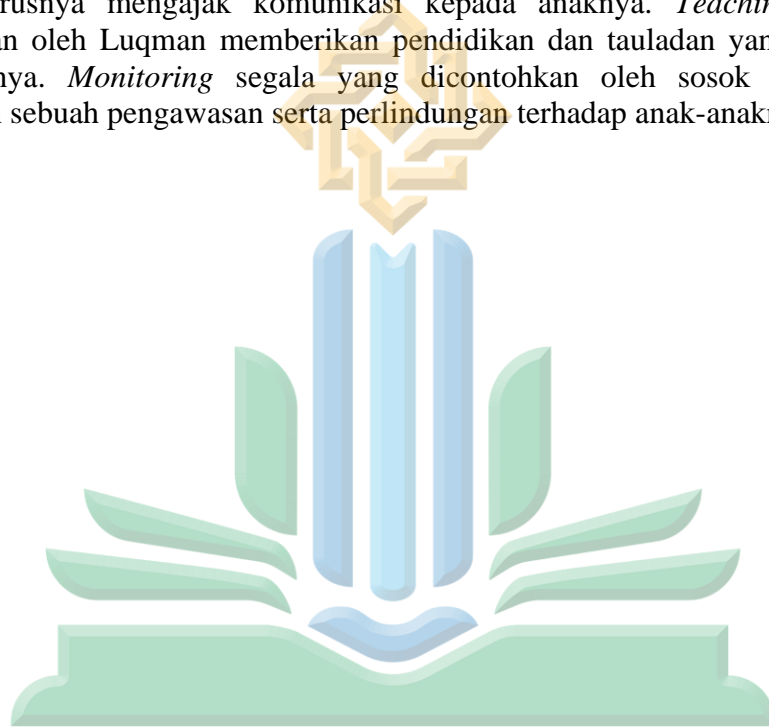 mengajak komunikasi kepada anaknya.
oleh Luqman memberikan pendidikan dan tauladan
Monitoring segala yang dicontohkan oleh sosok
sebuah pengawasan serta perlindungan terhadap